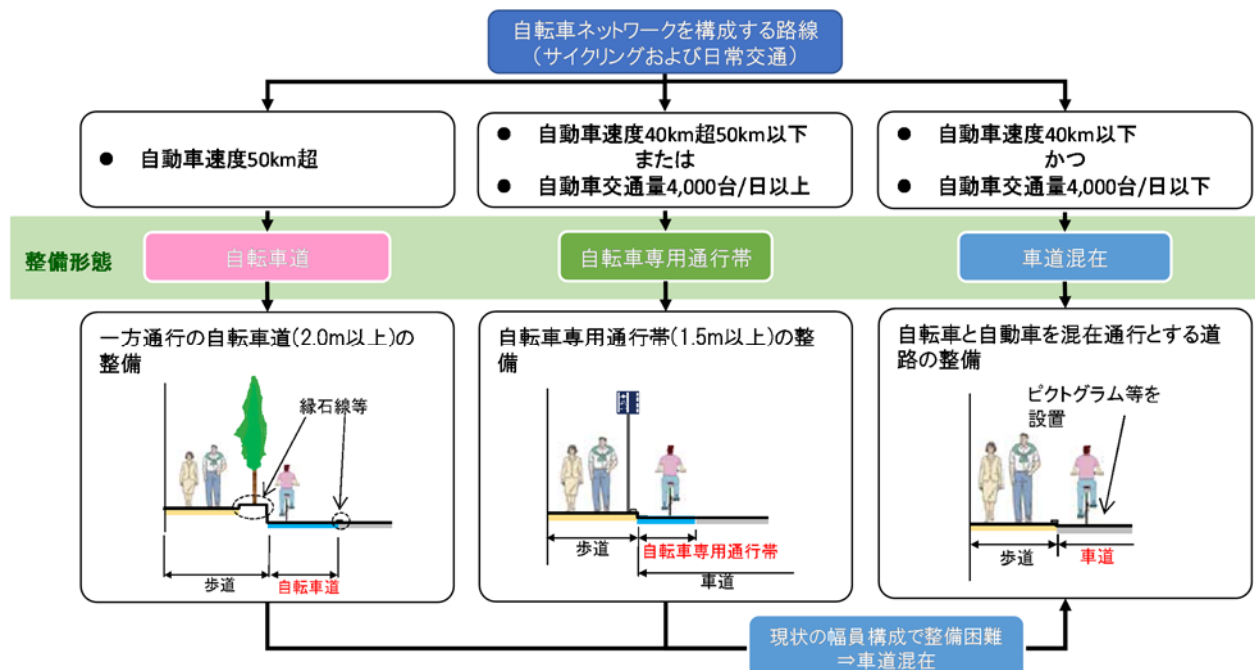 自転車ネットワークを構成する路線
（サイクリングおよび日常交通）
● 自動車速度50km超
● 自動車速度40km超50km以下
または
● 自動車交通量4,000台/日以上
● 自動車速度40km以下
かつ
● 自動車交通量4,000台/日以下
整備形態
自転車道
自転車専用通行帯
車道混在
一方通行の自転車道(2.0m以上)の
整備
縁石線等
歩道
自転車道
自転車専用通行帯(1.5m以上)の整
備
歩道
自転車専用通行帯
車道
自転車と自動車を混在通行とする道
路の整備
ピクトグラム等を
設置
歩道
車道
現状の幅員構成で整備困難
⇒車道混在